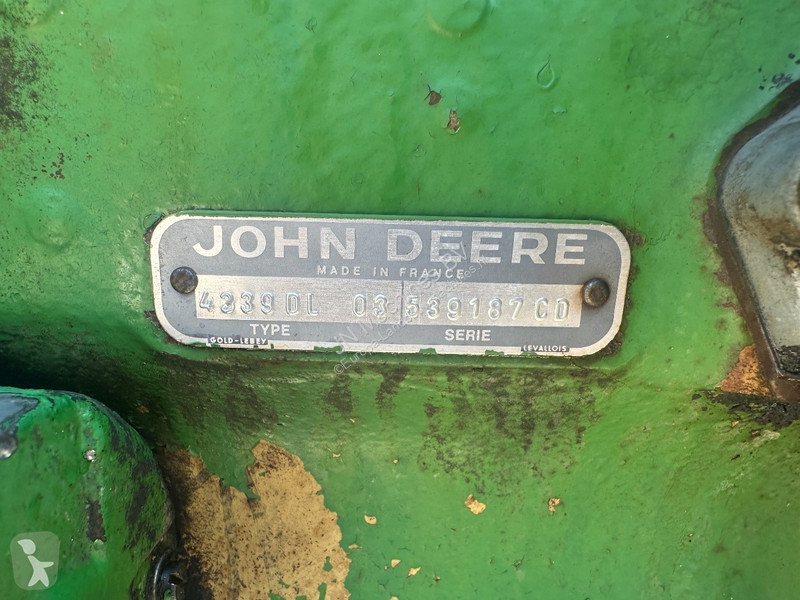 JOHN DEERE
MADE IN FRANCE
4239 DL 03 539187 CD
TYPE SERIE
GOLD-LEBEY LEVALLOIS